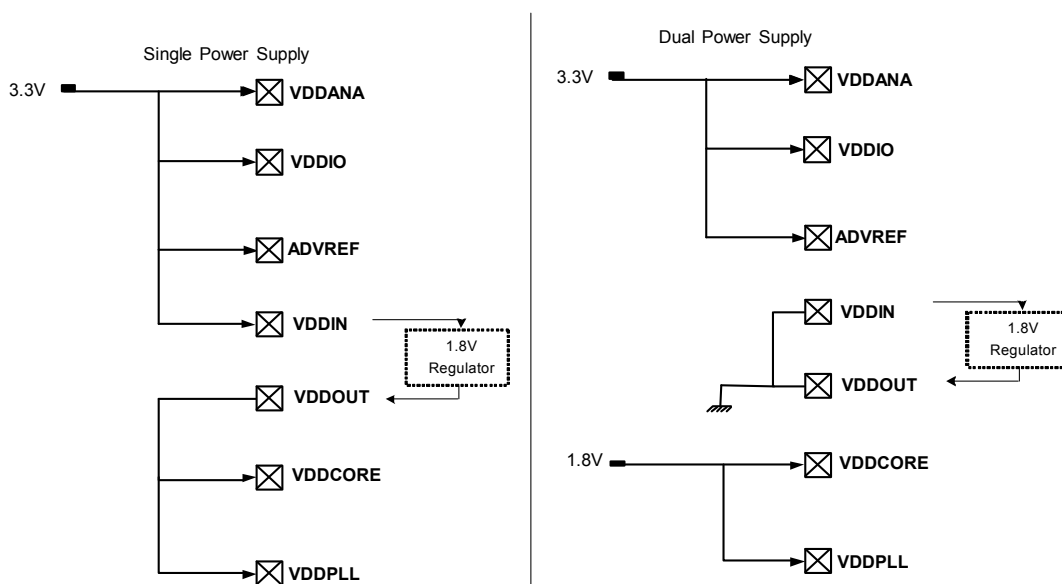 Single Power Supply
3.3V
VDDANA
VDDIO
ADVREF
VDDIN
1.8V
Regulator
VDDOUT
VDDCORE
VDDPLL
Dual Power Supply
3.3V
VDDANA
VDDIO
ADVREF
VDDIN
1.8V
Regulator
VDDOUT
1.8V
VDDCORE
VDDPLL